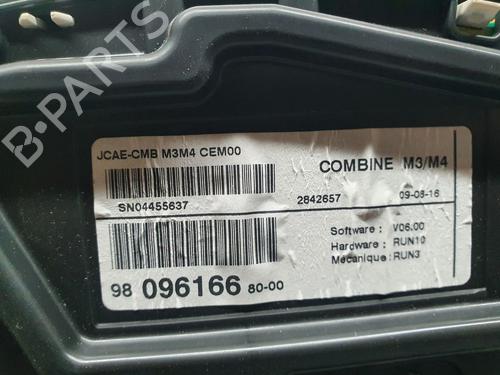 B-PARTS
JCAE-CMB M3M4 CEM00
COMBINE M3/M4
SN04455637 2842657 09-08-16
Software : V06.00
Hardware : RUN10
Mécanique : RUN3
98 096166 80-00